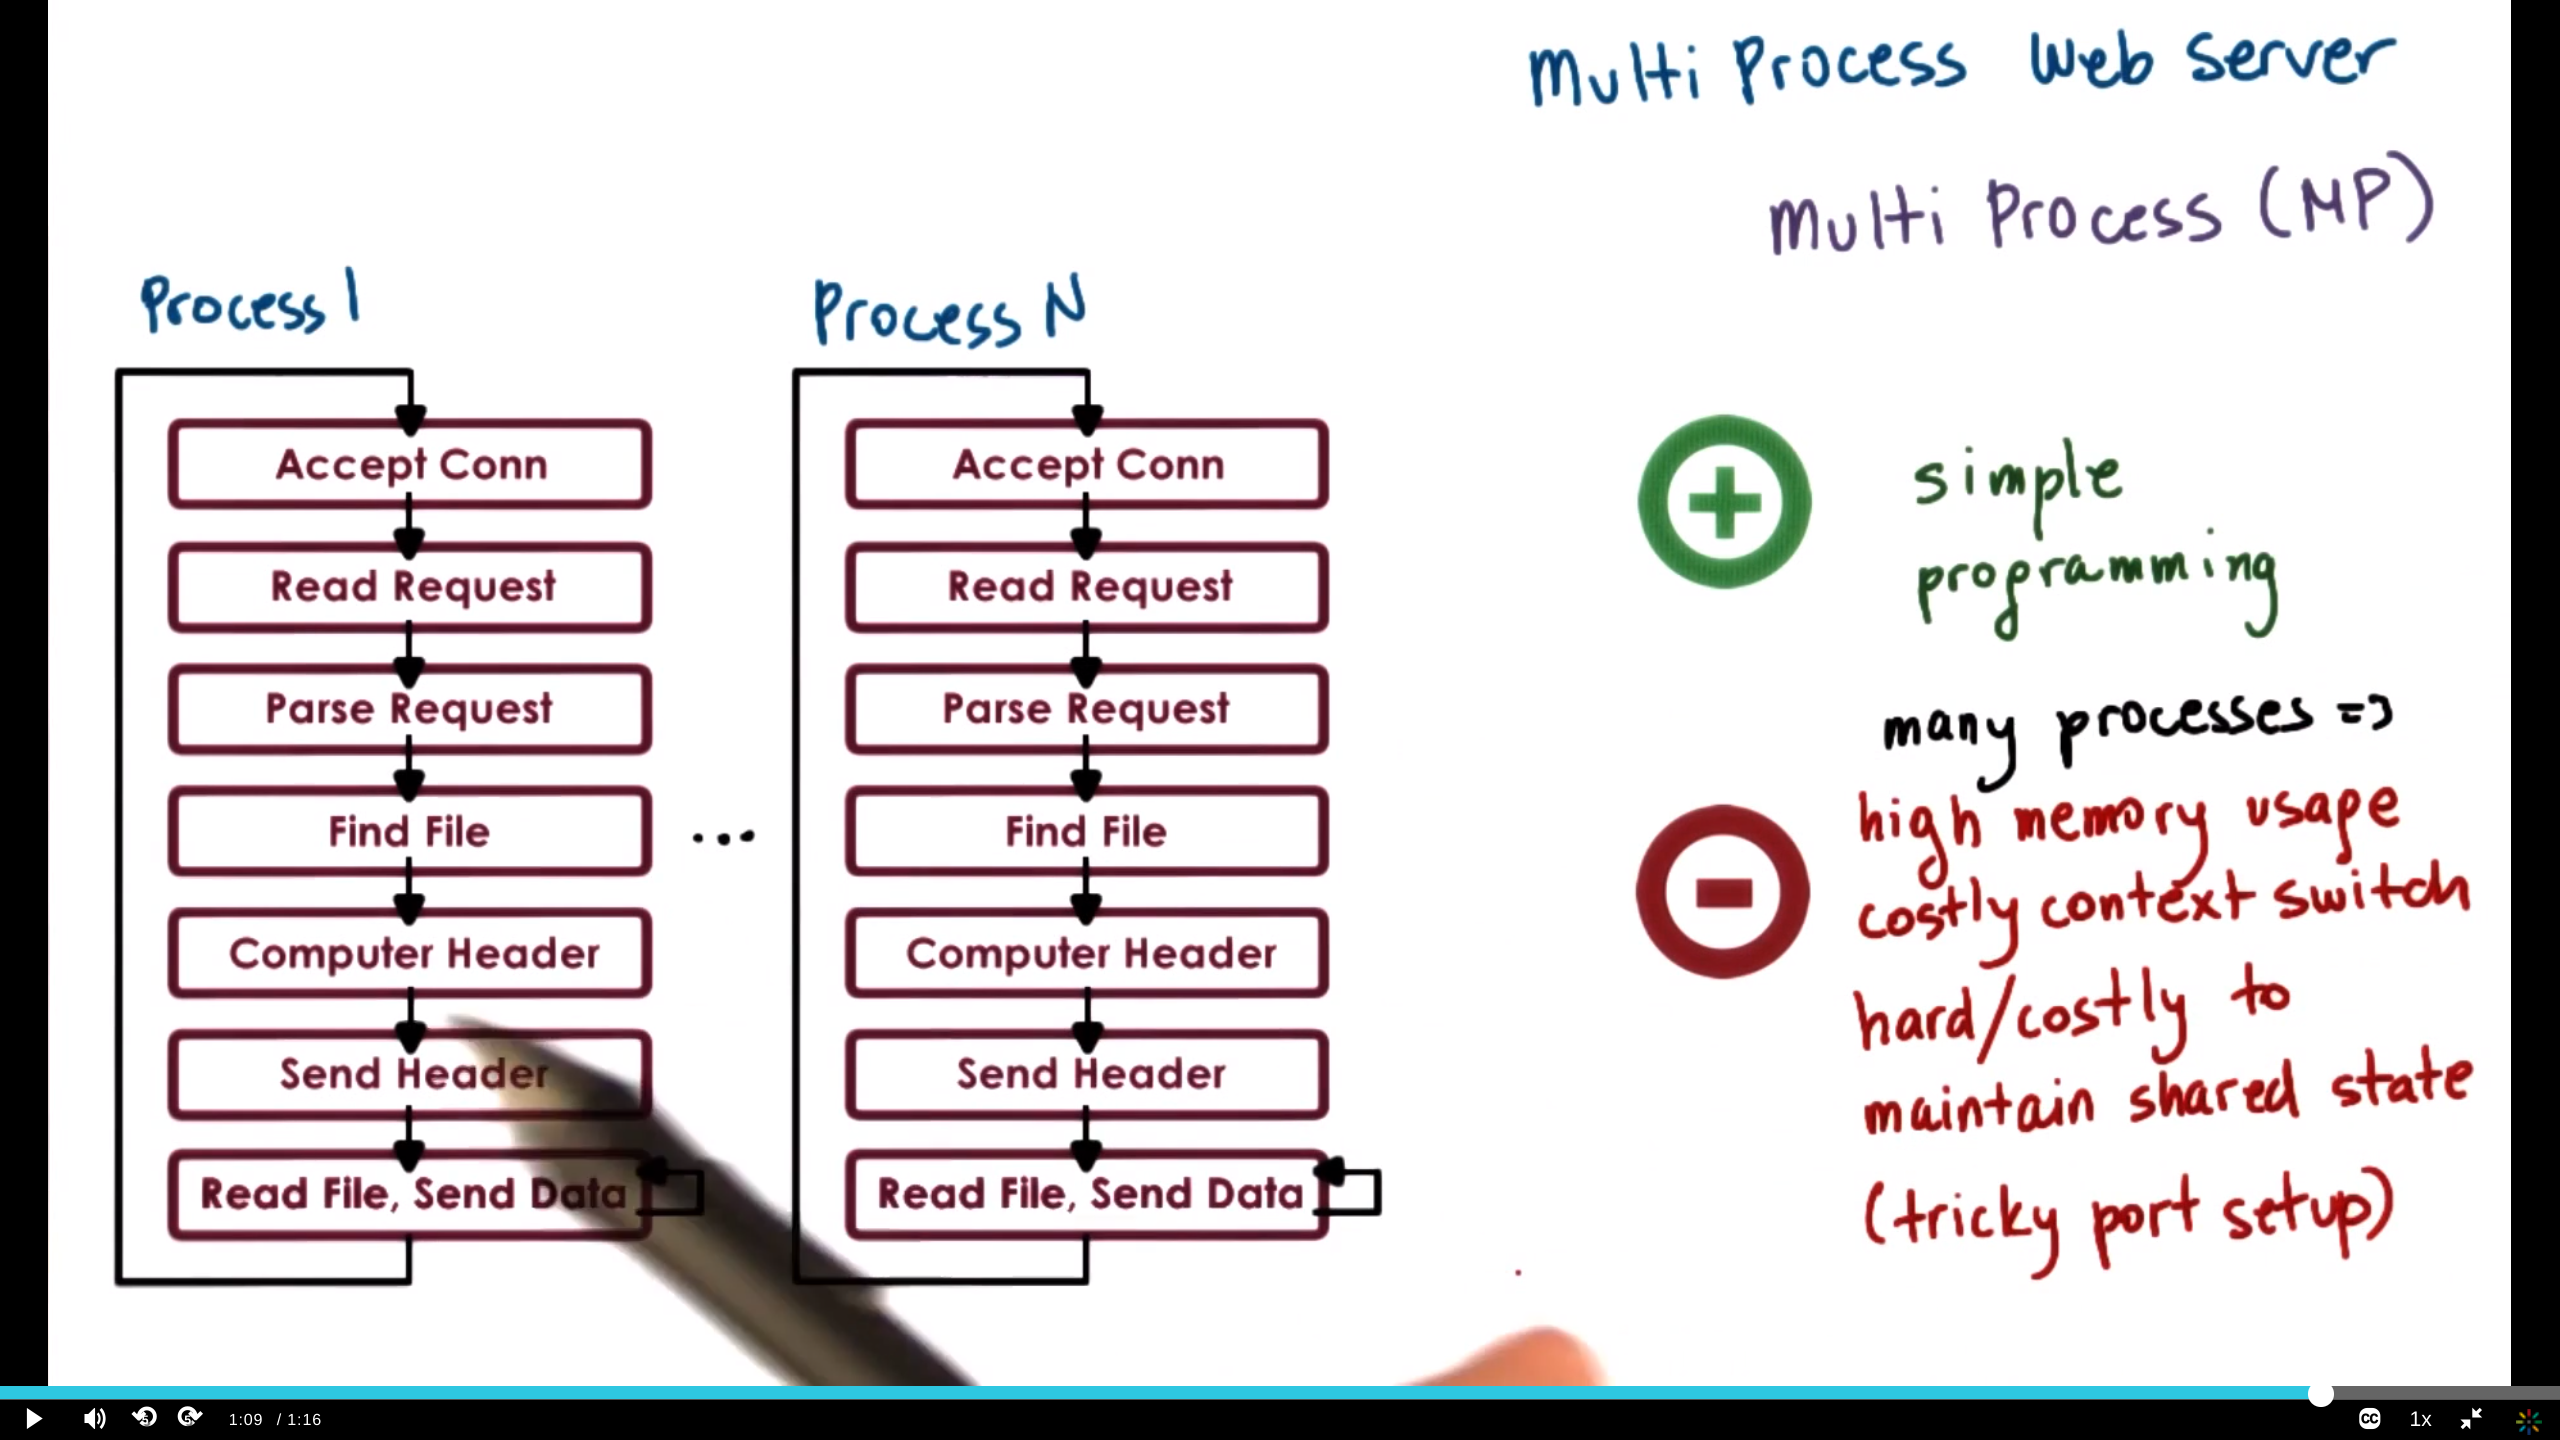 Multi Process Web Server
Multi Process (MP)
Process 1
Accept Conn
Read Request
Parse Request
Find File
Computer Header
Send Header
Read File, Send Data
...
Process N
Accept Conn
Read Request
Parse Request
Find File
Computer Header
Send Header
Read File, Send Data
+
simple
programming
many processes =>
-
high memory usage
costly context switch
hard/costly to
maintain shared state
(tricky port setup)
1:09 / 1:16
CC
1x